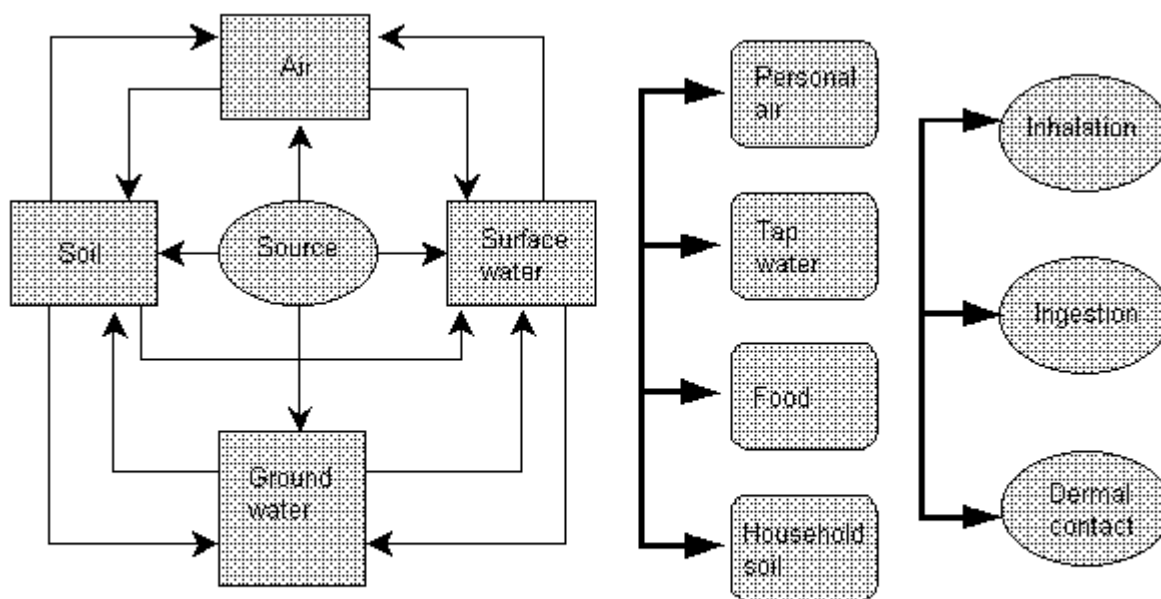 Air
Soil
Source
Surface
water
Ground
water
Personal
air
Tap
water
Food
Household
soil
Inhalation
Ingestion
Dermal
contact